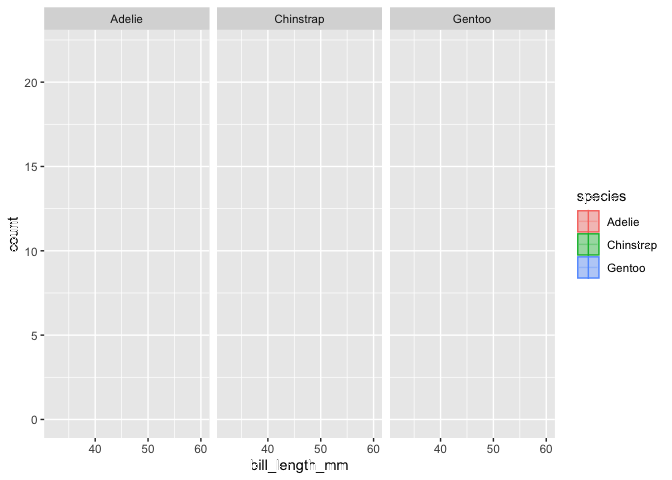 Adelie Chinstrap Gentoo
20
15
10
5
0
count
40 50 60 40 50 60 40 50 60
bill_length_mm
species
Adelie
Chinstrap
Gentoo